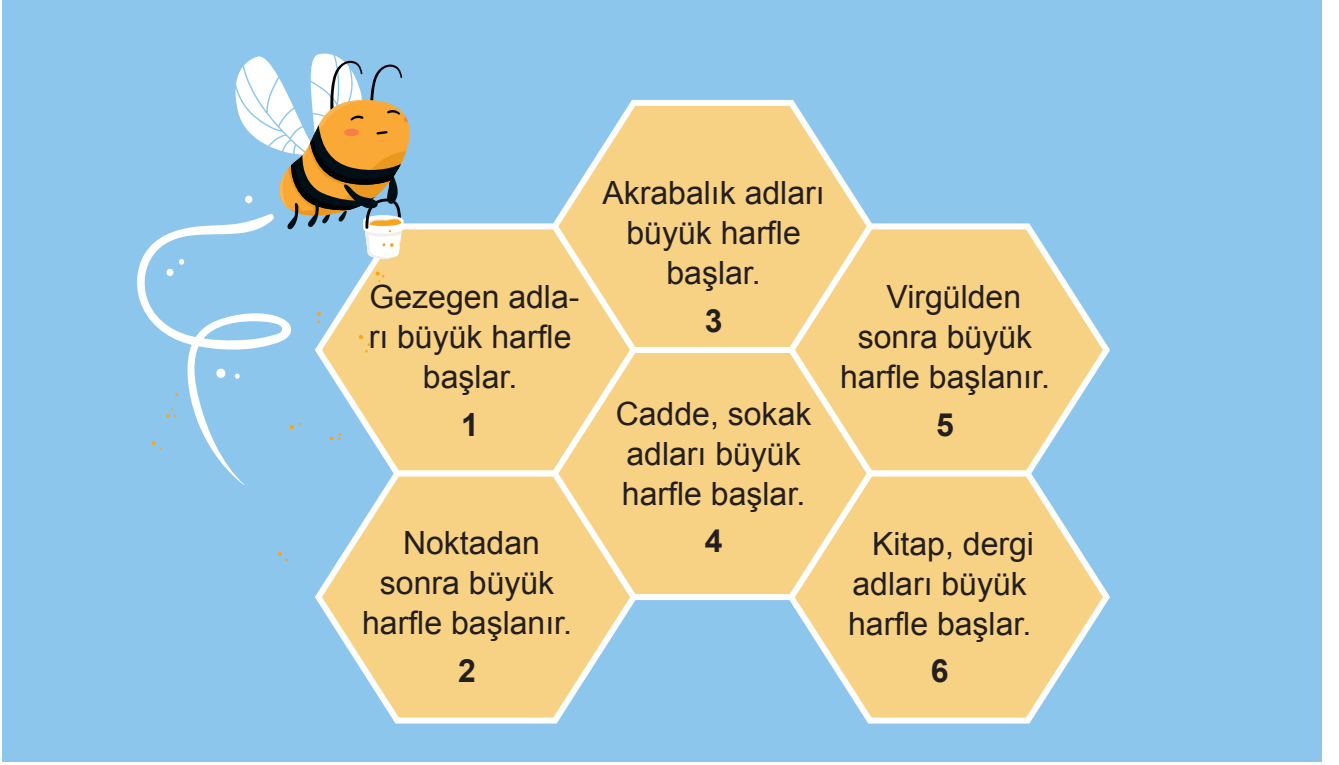 Gezegen adla-
rı büyük harfle
başlar.
1
Noktadan
sonra büyük
harfle başlanır.
2
Akrabalık adları
büyük harfle
başlar.
3
Cadde, sokak
adları büyük
harfle başlar.
4
Virgülden
sonra büyük
harfle başlanır.
5
Kitap, dergi
adları büyük
harfle başlar.
6